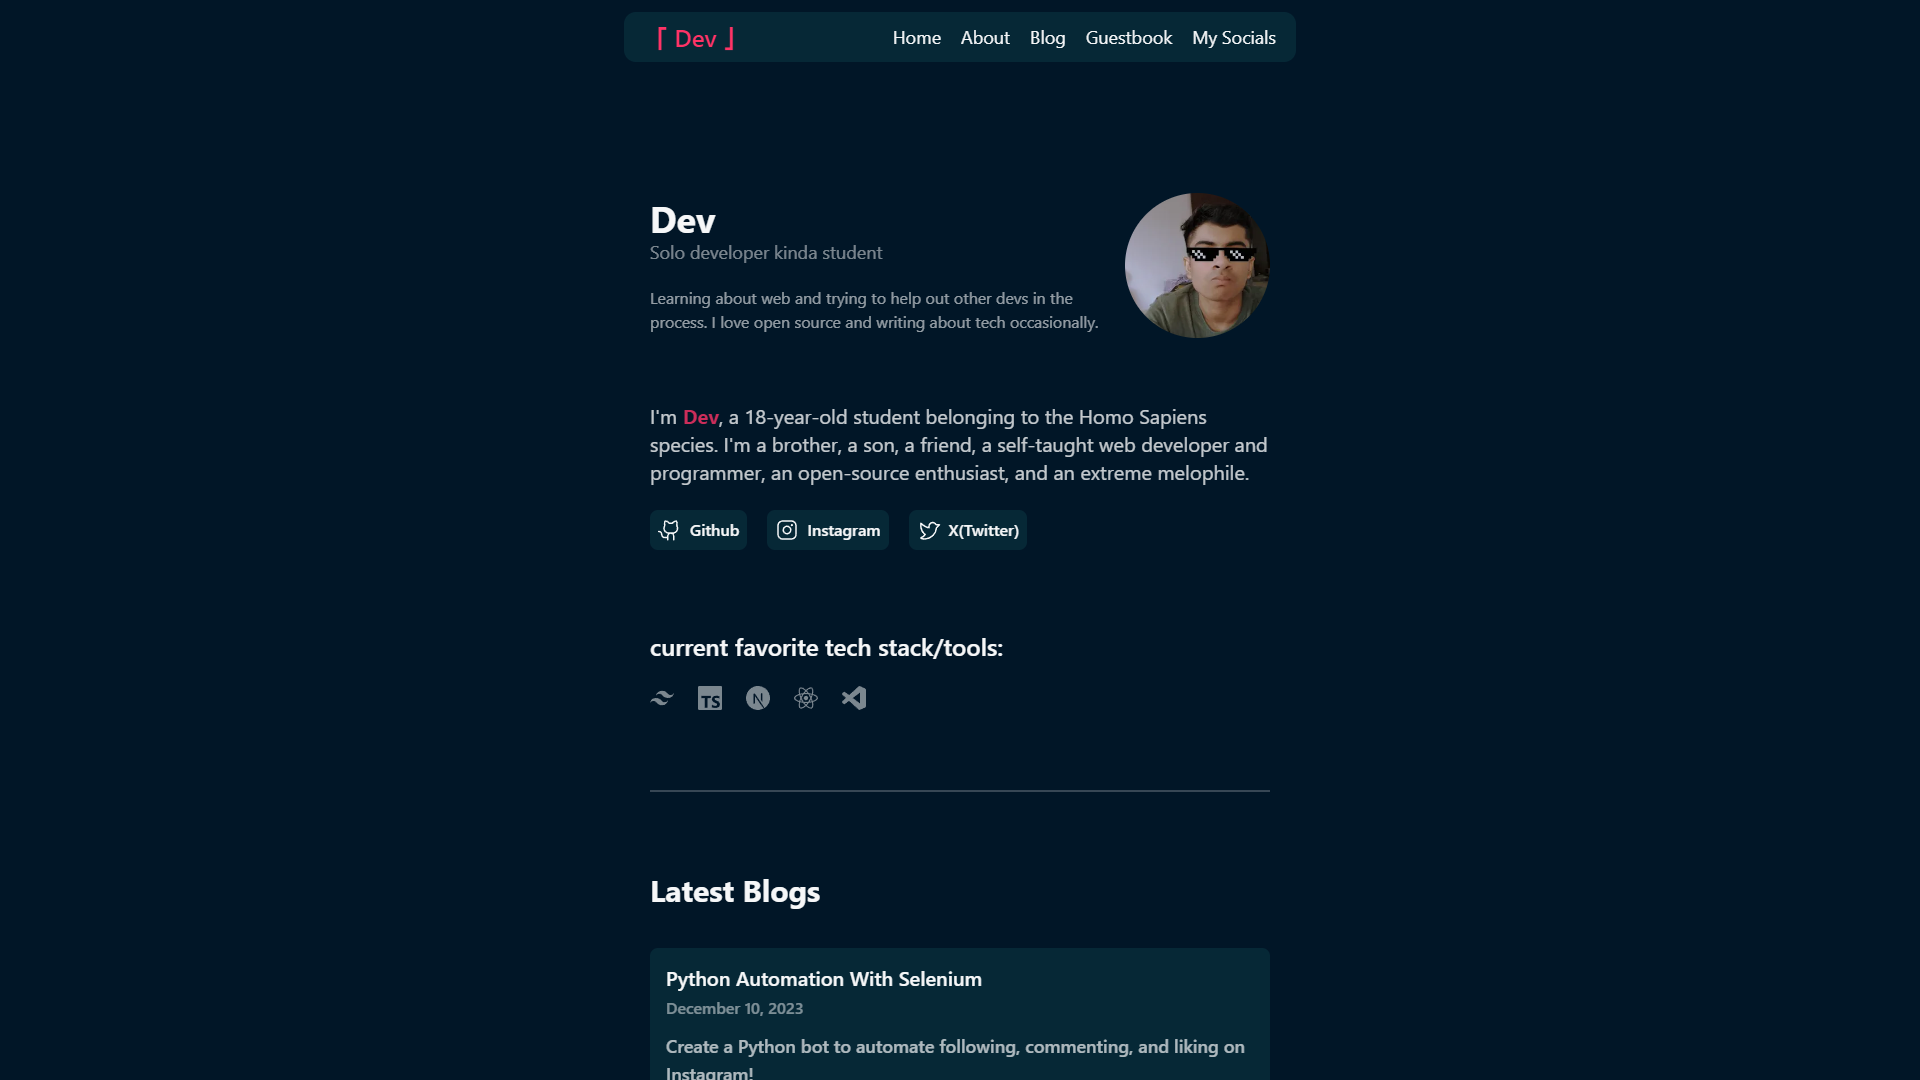 ⌈ Dev ⌋
Home About Blog Guestbook My Socials
Dev
Solo developer kinda student
Learning about web and trying to help out other devs in the
process. I love open source and writing about tech occasionally.
I'm Dev, a 18-year-old student belonging to the Homo Sapiens
species. I'm a brother, a son, a friend, a self-taught web developer and
programmer, an open-source enthusiast, and an extreme melophile.
Github Instagram X(Twitter)
current favorite tech stack/tools:
TS N
Latest Blogs
Python Automation With Selenium
December 10, 2023
Create a Python bot to automate following, commenting, and liking on
Instagram!